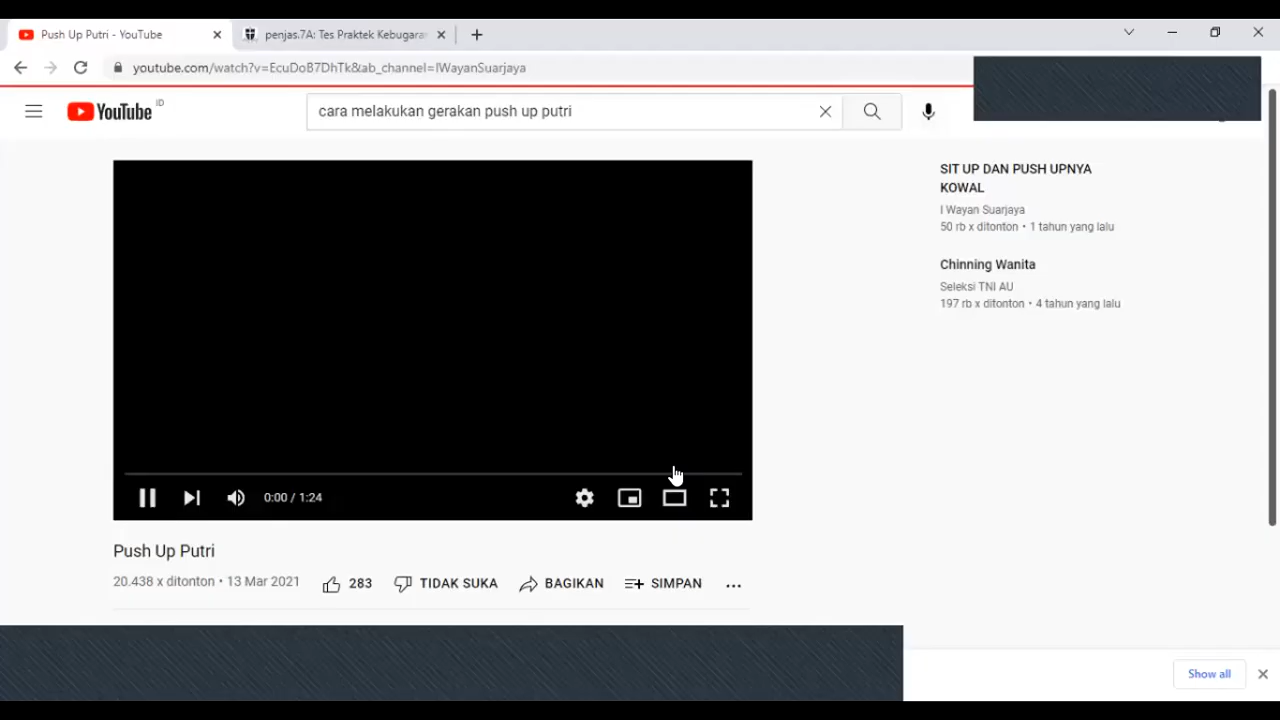 Push Up Putri - YouTube
penjas.7A: Tes Praktek Kebugaran
youtube.com/watch?v=EcuDoB7DhTk&ab_channel=IWayanSuarjaya
YouTube ID
cara melakukan gerakan push up putri
SIT UP DAN PUSH UPNYA
KOWAL
I Wayan Suarjaya
50 rb x ditonton • 1 tahun yang lalu
Chinning Wanita
Seleksi TNI AU
197 rb x ditonton • 4 tahun yang lalu
0:00 / 1:24
Push Up Putri
20.438 x ditonton • 13 Mar 2021
283
TIDAK SUKA
BAGIKAN
SIMPAN
Show all